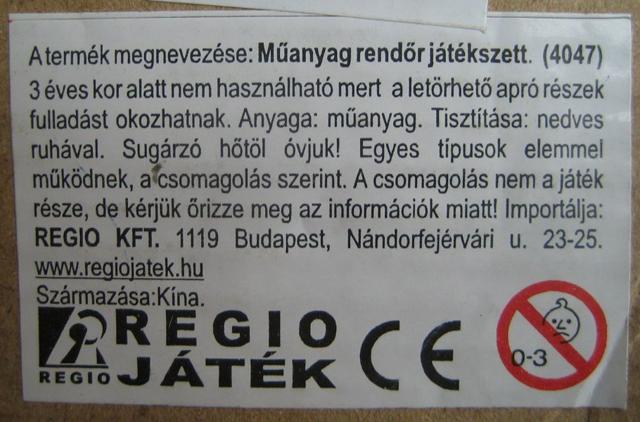 A termék megnevezése: Műanyag rendőr játékszett. (4047)
3 éves kor alatt nem használható mert a letörhető apró részek
fulladást okozhatnak. Anyaga: műanyag. Tisztítása: nedves
ruhával. Sugárzó hőtöl óvjuk! Egyes típusok elemmel
működnek, a csomagolás szerint. A csomagolás nem a játék
része, de kérjük őrizze meg az információk miatt! Importálja:
REGIO KFT. 1119 Budapest, Nándorfejérvári u. 23-25.
www.regiojatek.hu
Származása:Kína.
REGIO
REGIO
JÁTÉK
CE
0-3